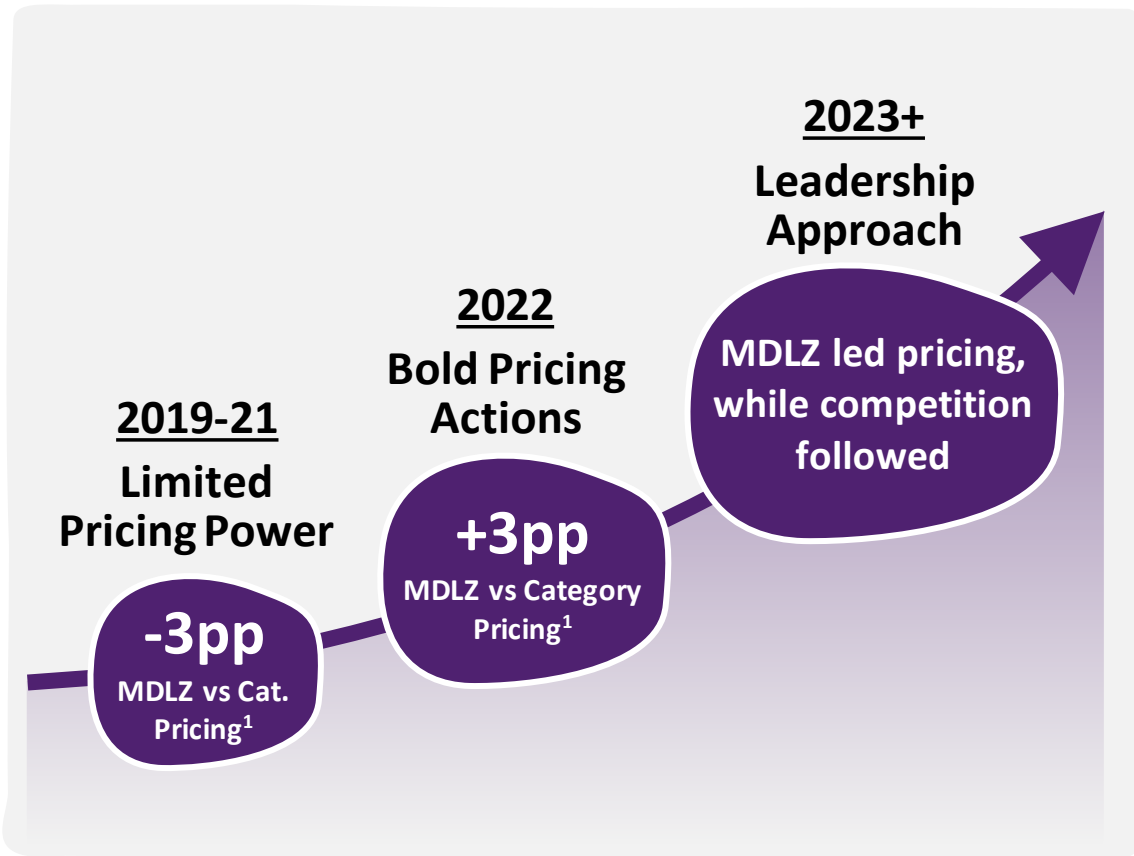 2019-21
Limited
Pricing Power
-3pp
MDLZ vs Cat.
Pricing¹
2022
Bold Pricing
Actions
+3pp
MDLZ vs Category
Pricing¹
2023+
Leadership
Approach
MDLZ led pricing,
while competition
followed